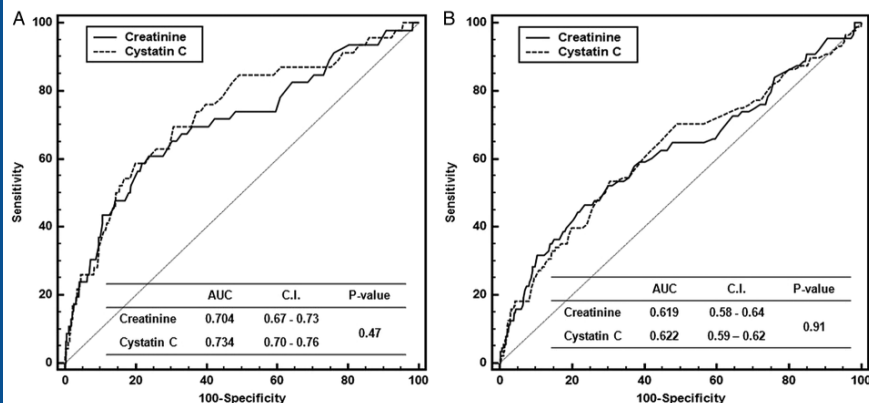 A
Creatinine
Cystatin C
100
80
60
40
20
0
Sensitivity
AUC C.I. P-value
Creatinine 0.704 0.67 - 0.73
0.47
Cystatin C 0.734 0.70 - 0.76
0 20 40 60 80 100
100-Specificity
B
Creatinine
Cystatin C
100
80
60
40
20
0
Sensitivity
AUC C.I. P-value
Creatinine 0.619 0.58 - 0.64
0.91
Cystatin C 0.622 0.59 – 0.62
0 20 40 60 80 100
100-Specificity